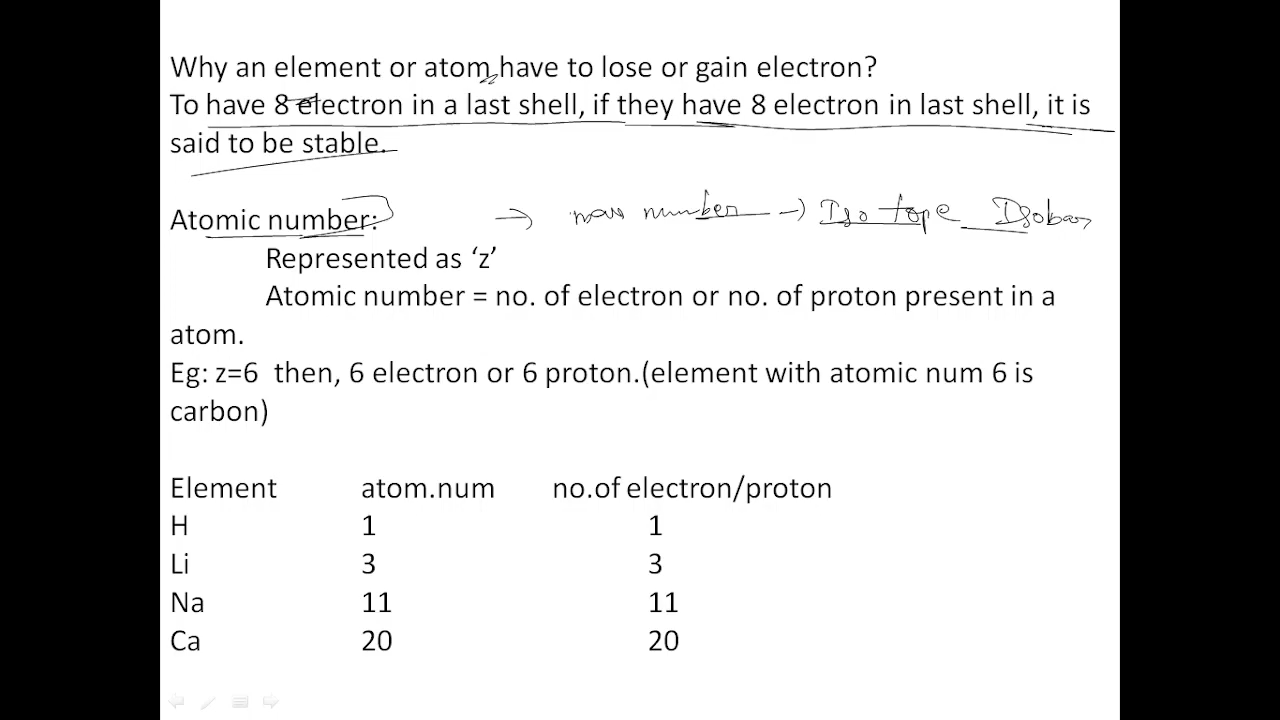 Why an element or atom have to lose or gain electron?
To have 8 electron in a last shell, if they have 8 electron in last shell, it is
said to be stable.
Atomic number: → mass number → Isotope Isobar
Represented as ‘z’
Atomic number = no. of electron or no. of proton present in a
atom.
Eg: z=6 then, 6 electron or 6 proton.(element with atomic num 6 is
carbon)
Element atom.num no.of electron/proton
H 1 1
Li 3 3
Na 11 11
Ca 20 20